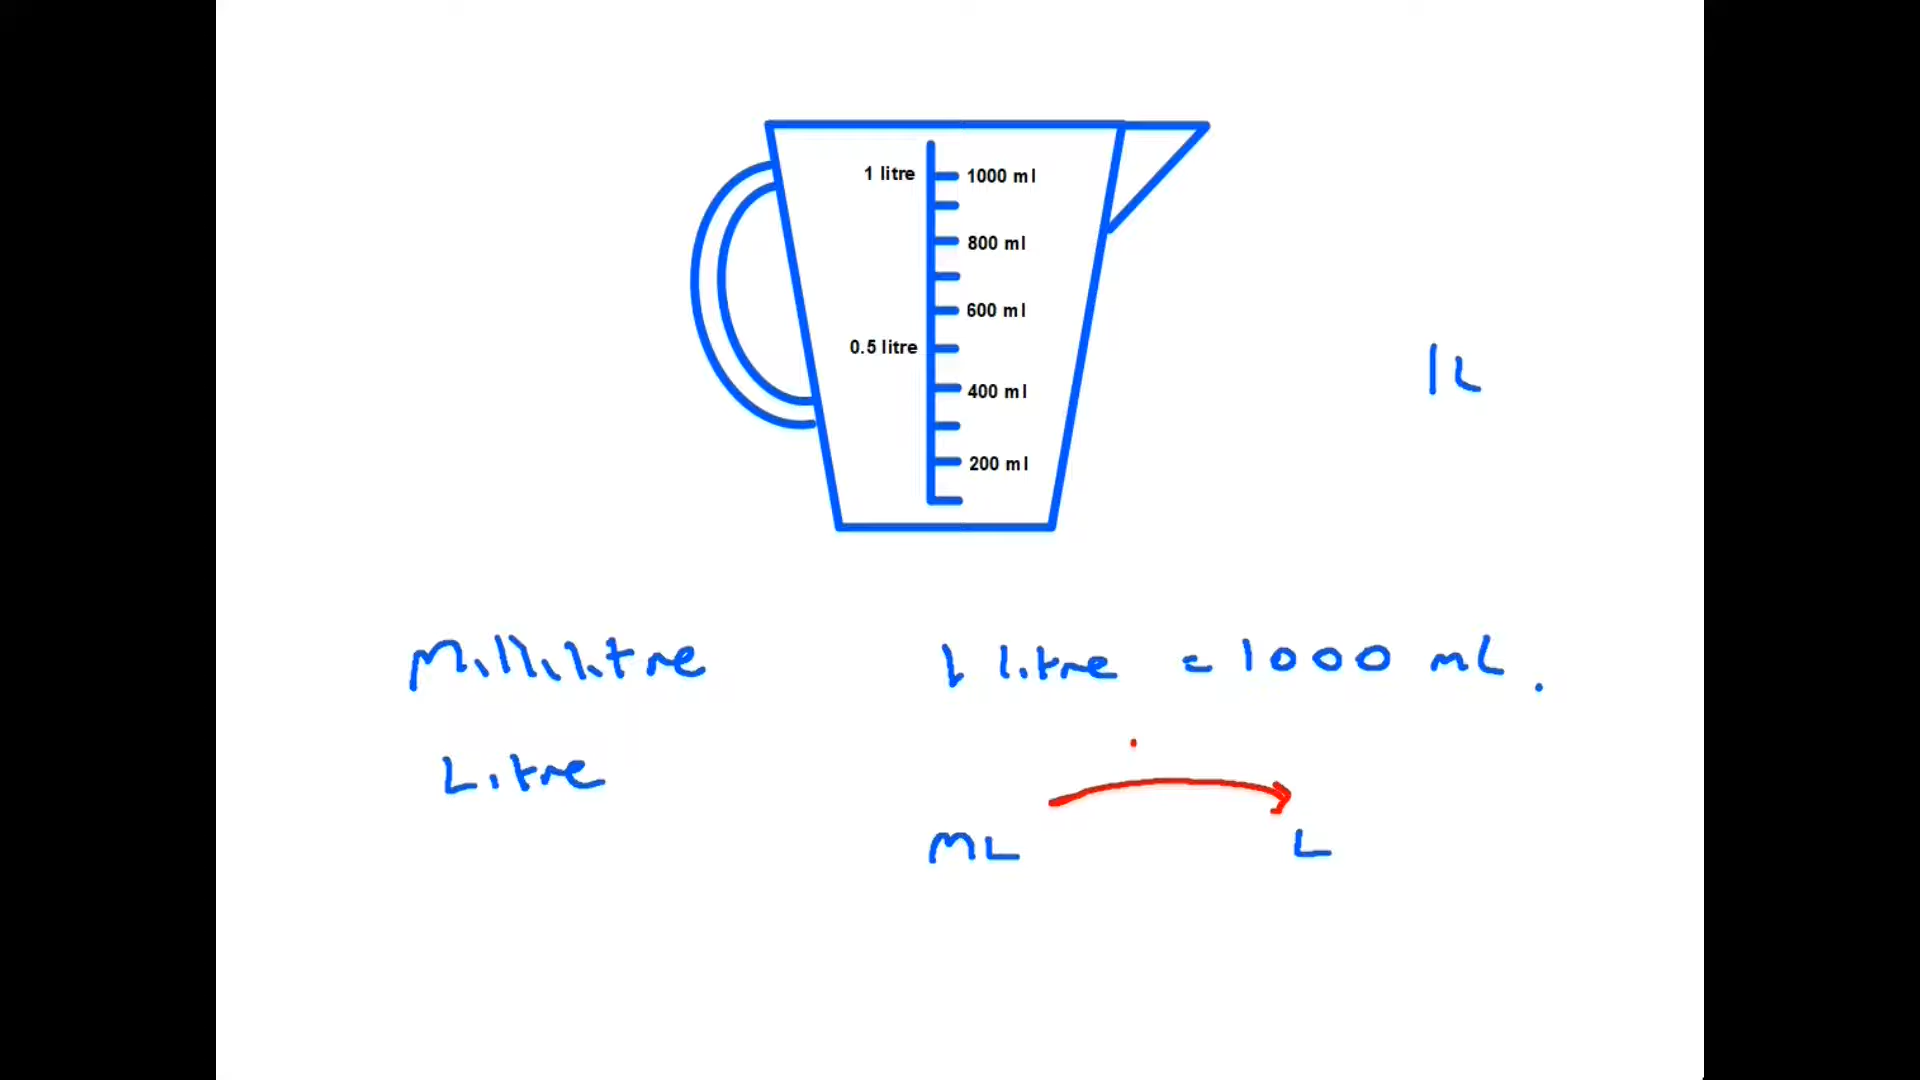 1 litre 1000 ml
800 ml
600 ml
0.5 litre
400 ml
200 ml
1L
Millilitre 1 litre = 1000 mL.
Litre
ML L